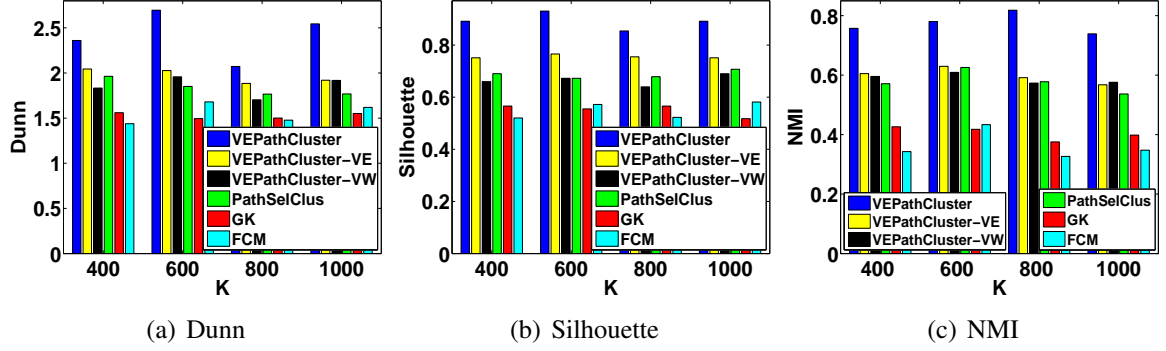 Dunn
2.5
2
1.5
1
0.5
0
400 600 800 1000
K
VEPathCluster
VEPathCluster-VE
VEPathCluster-VW
PathSelClus
GK
FCM
(a) Dunn
Silhouette
0.8
0.6
0.4
0.2
0
400 600 800 1000
K
VEPathCluster
VEPathCluster-VE
VEPathCluster-VW
PathSelClus
GK
FCM
(b) Silhouette
NMI
0.8
0.6
0.4
0.2
0
400 600 800 1000
K
VEPathCluster
VEPathCluster-VE
VEPathCluster-VW
PathSelClus
GK
FCM
(c) NMI